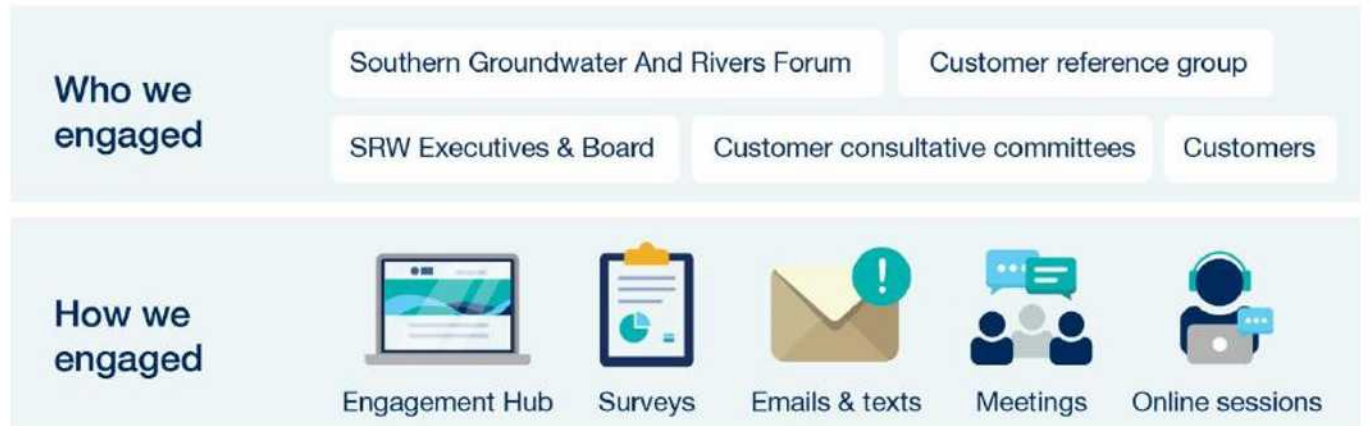 Who we
engaged
Southern Groundwater And Rivers Forum
Customer reference group
SRW Executives & Board
Customer consultative committees
Customers
How we
engaged
Engagement Hub
Surveys
Emails & texts
Meetings
Online sessions